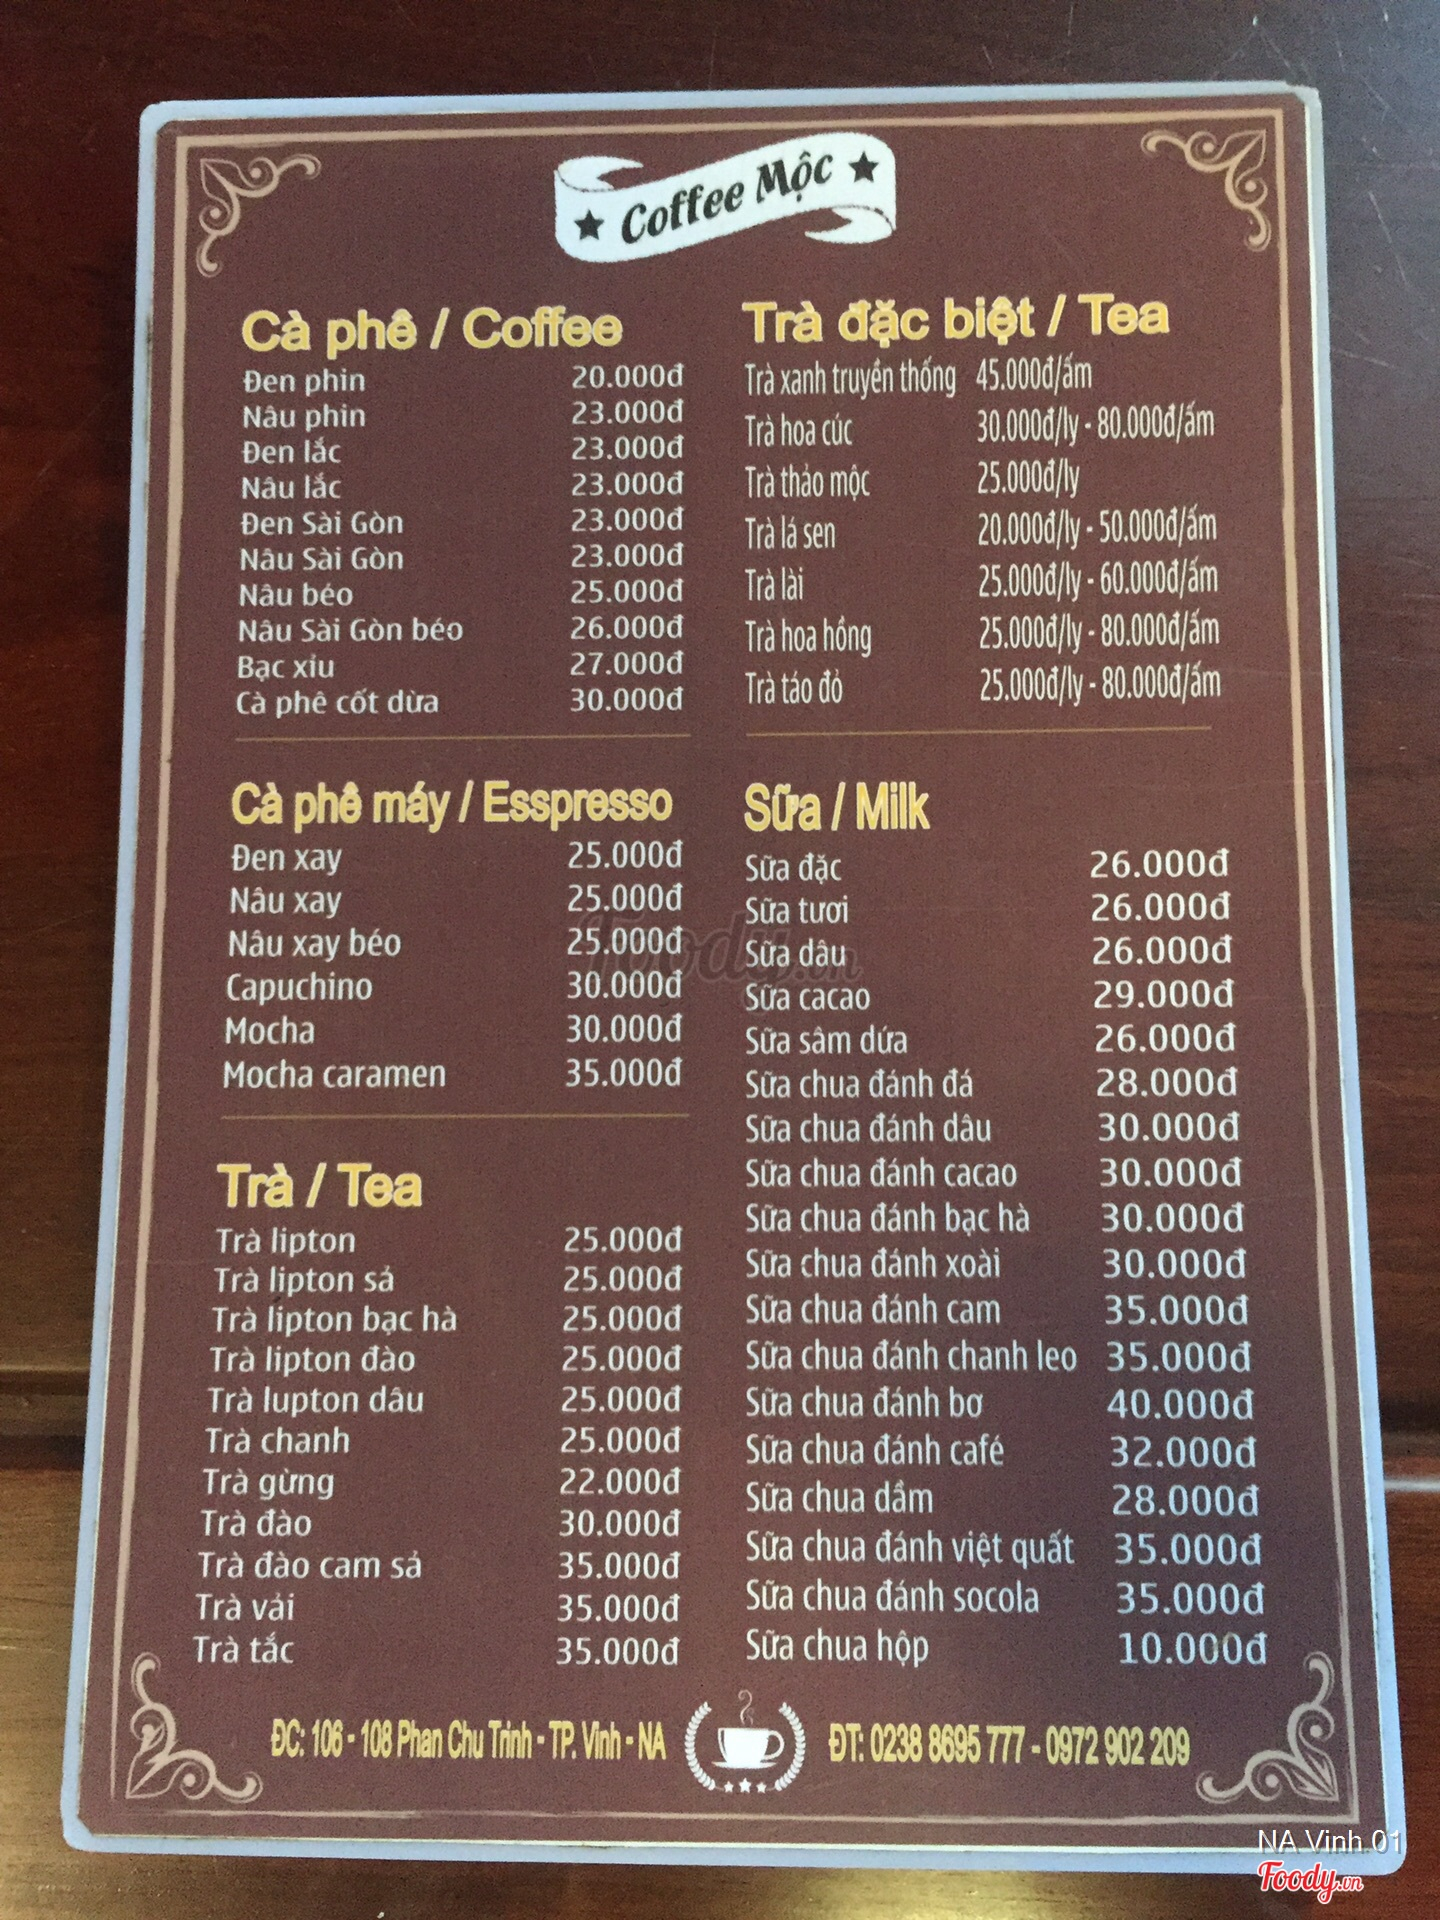 Coffee Mộc
Cà phê / Coffee
Đen phin 20.000đ
Nâu phin 23.000đ
Đen lắc 23.000đ
Nâu lắc 23.000đ
Đen Sài Gòn 23.000đ
Nâu Sài Gòn 23.000đ
Nâu béo 25.000đ
Nâu Sài Gòn béo 26.000đ
Bạc xỉu 27.000đ
Cà phê cốt dừa 30.000đ
Cà phê máy / Esspresso
Đen xay 25.000đ
Nâu xay 25.000đ
Nâu xay béo 25.000đ
Capuchino 30.000đ
Mocha 30.000đ
Mocha caramen 35.000đ
Trà / Tea
Trà lipton 25.000đ
Trà lipton sả 25.000đ
Trà lipton bạc hà 25.000đ
Trà lipton đào 25.000đ
Trà lupton dâu 25.000đ
Trà chanh 25.000đ
Trà gừng 22.000đ
Trà đào 30.000đ
Trà đào cam sả 35.000đ
Trà vải 35.000đ
Trà tắc 35.000đ
Trà đặc biệt / Tea
Trà xanh truyền thống 45.000đ/ấm
Trà hoa cúc 30.000đ/ly - 80.000đ/ấm
Trà thảo mộc 25.000đ/ly
Trà lá sen 20.000đ/ly - 50.000đ/ấm
Trà lài 25.000đ/ly - 60.000đ/ấm
Trà hoa hồng 25.000đ/ly - 80.000đ/ấm
Trà táo đỏ 25.000đ/ly - 80.000đ/ấm
Sữa / Milk
Sữa đặc 26.000đ
Sữa tươi 26.000đ
Sữa dâu 26.000đ
Sữa cacao 29.000đ
Sữa sâm dứa 26.000đ
Sữa chua đánh đá 28.000đ
Sữa chua đánh dâu 30.000đ
Sữa chua đánh cacao 30.000đ
Sữa chua đánh bạc hà 30.000đ
Sữa chua đánh xoài 30.000đ
Sữa chua đánh cam 35.000đ
Sữa chua đánh chanh leo 35.000đ
Sữa chua đánh bơ 40.000đ
Sữa chua đánh café 32.000đ
Sữa chua dầm 28.000đ
Sữa chua đánh việt quất 35.000đ
Sữa chua đánh socola 35.000đ
Sữa chua hộp 10.000đ
ĐC: 106 - 108 Phan Chu Trinh - TP. Vinh - NA
ĐT: 0238 8695 777 - 0972 902 209
Foody.vn
NA Vinh 01
Foody.vn